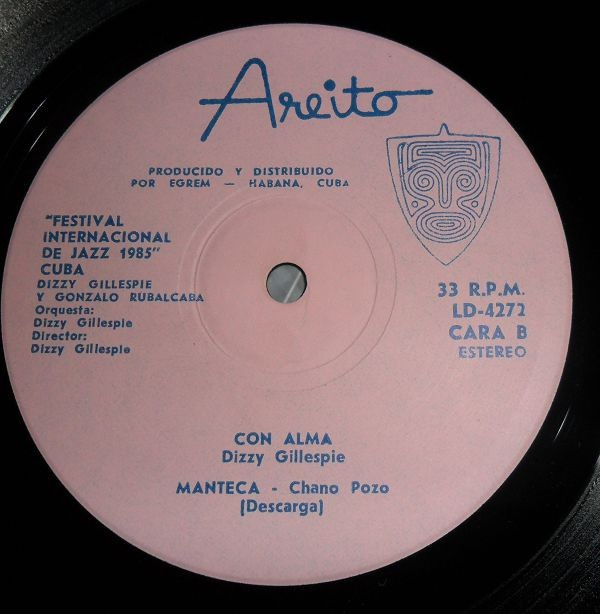 Areito
PRODUCIDO Y DISTRIBUIDO
POR EGREM — HABANA, CUBA
"FESTIVAL
INTERNACIONAL
DE JAZZ 1985"
CUBA
DIZZY GILLESPIE
Y GONZALO RUBALCABA
Orquesta:
Dizzy Gillespie
Director:
Dizzy Gillespie
33 R.P.M.
LD-4272
CARA B
ESTEREO
CON ALMA
Dizzy Gillespie
MANTECA - Chano Pozo
(Descarga)